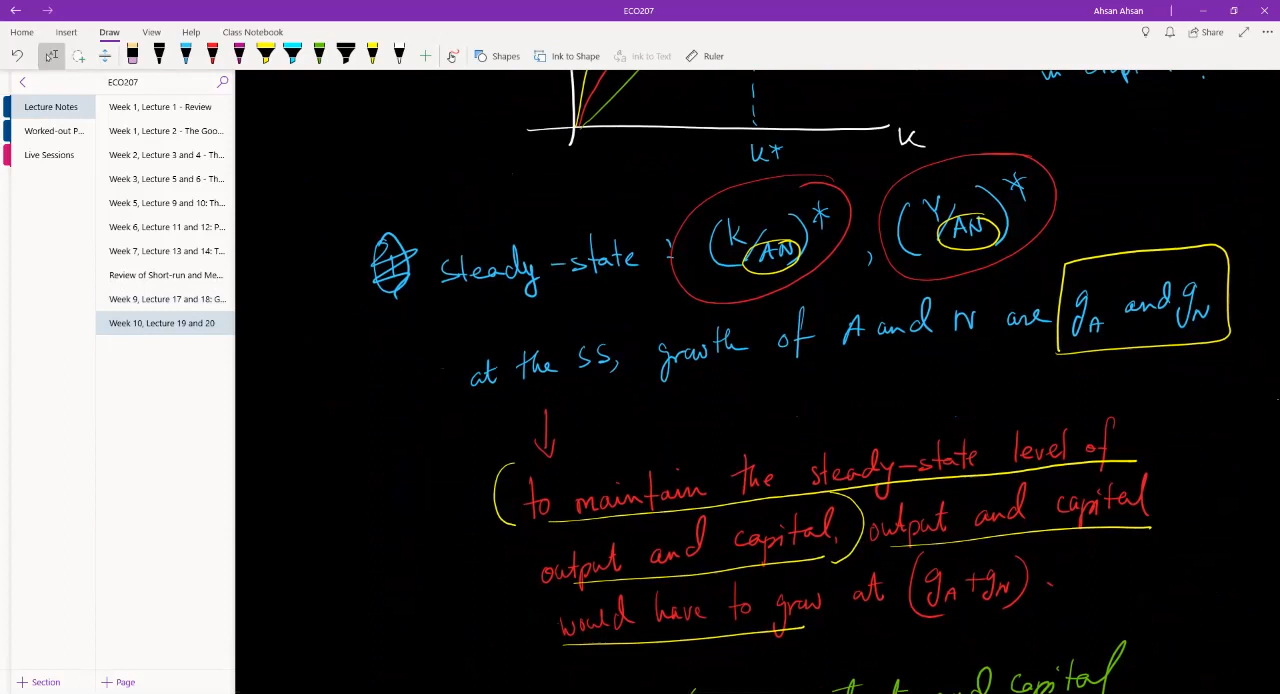 ECO207
Ahsan Ahsan
Home Insert Draw View Help Class Notebook
Share
Shapes Ink to Shape Ink to Text Ruler
ECO207
Lecture Notes
Worked-out P...
Live Sessions
Week 1, Lecture 1 - Review
Week 1, Lecture 2 - The Goo...
Week 2, Lecture 3 and 4 - Th...
Week 3, Lecture 5 and 6 - Th...
Week 5, Lecture 9 and 10: Th...
Week 6, Lecture 11 and 12: P...
Week 7, Lecture 13 and 14: T...
Review of Short-run and Me...
Week 9, Lecture 17 and 18: G...
Week 10, Lecture 19 and 20
Section
Page
K
K*
steady-state : (K/AN)* , (Y/AN)*
at the SS, growth of A and N are gA and gN
to maintain the steady-state level of
output and capital, output and capital
would have to grow at (gA + gN).
and capital